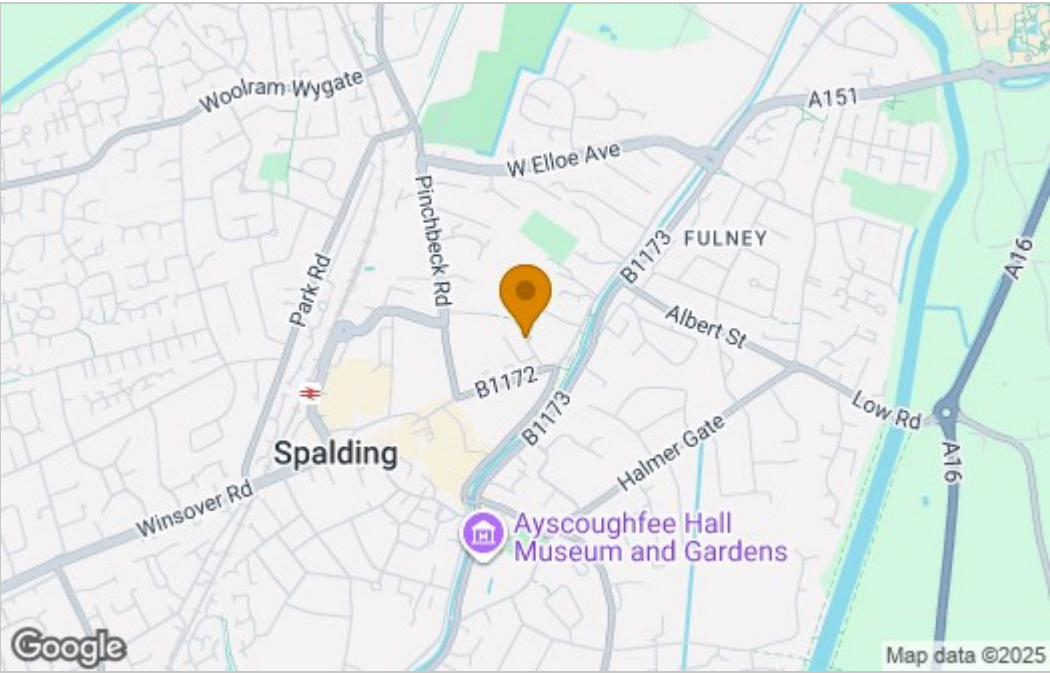 Woolram Wygate
A151
W Elloe Ave
Pinchbeck Rd
B1173
FULNEY
A16
Park Rd
Albert St
B1172
B1173
Low Rd
Halmer Gate
Spalding
A16
Winsover Rd
Ayscoughfee Hall
Museum and Gardens
Google
Map data ©2025